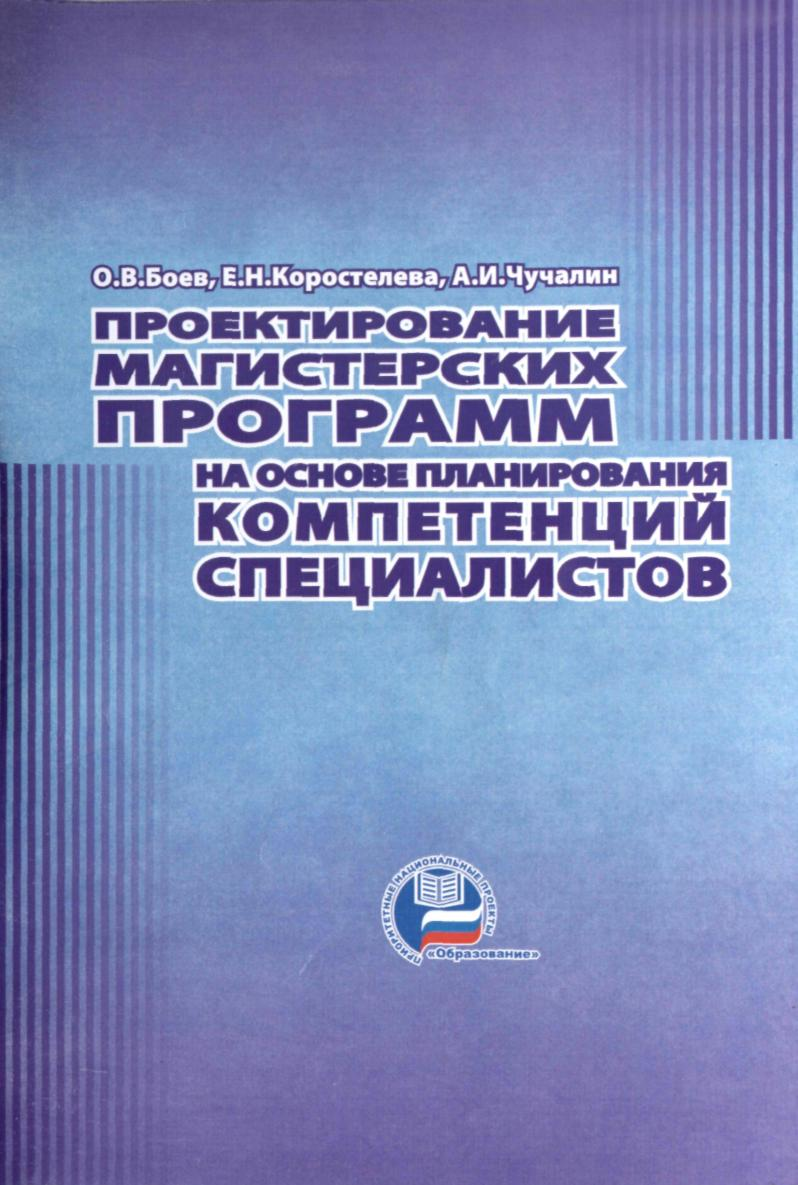 О.В.Боев, Е.Н.Коростелева, А.И.Чучалин
ПРОЕКТИРОВАНИЕ
МАГИСТЕРСКИХ
ПРОГРАММ
НА ОСНОВЕ ПЛАНИРОВАНИЯ
КОМПЕТЕНЦИЙ
СПЕЦИАЛИСТОВ
ПРИОРИТЕТНЫЕ НАЦИОНАЛЬНЫЕ ПРОЕКТЫ
«Образование»